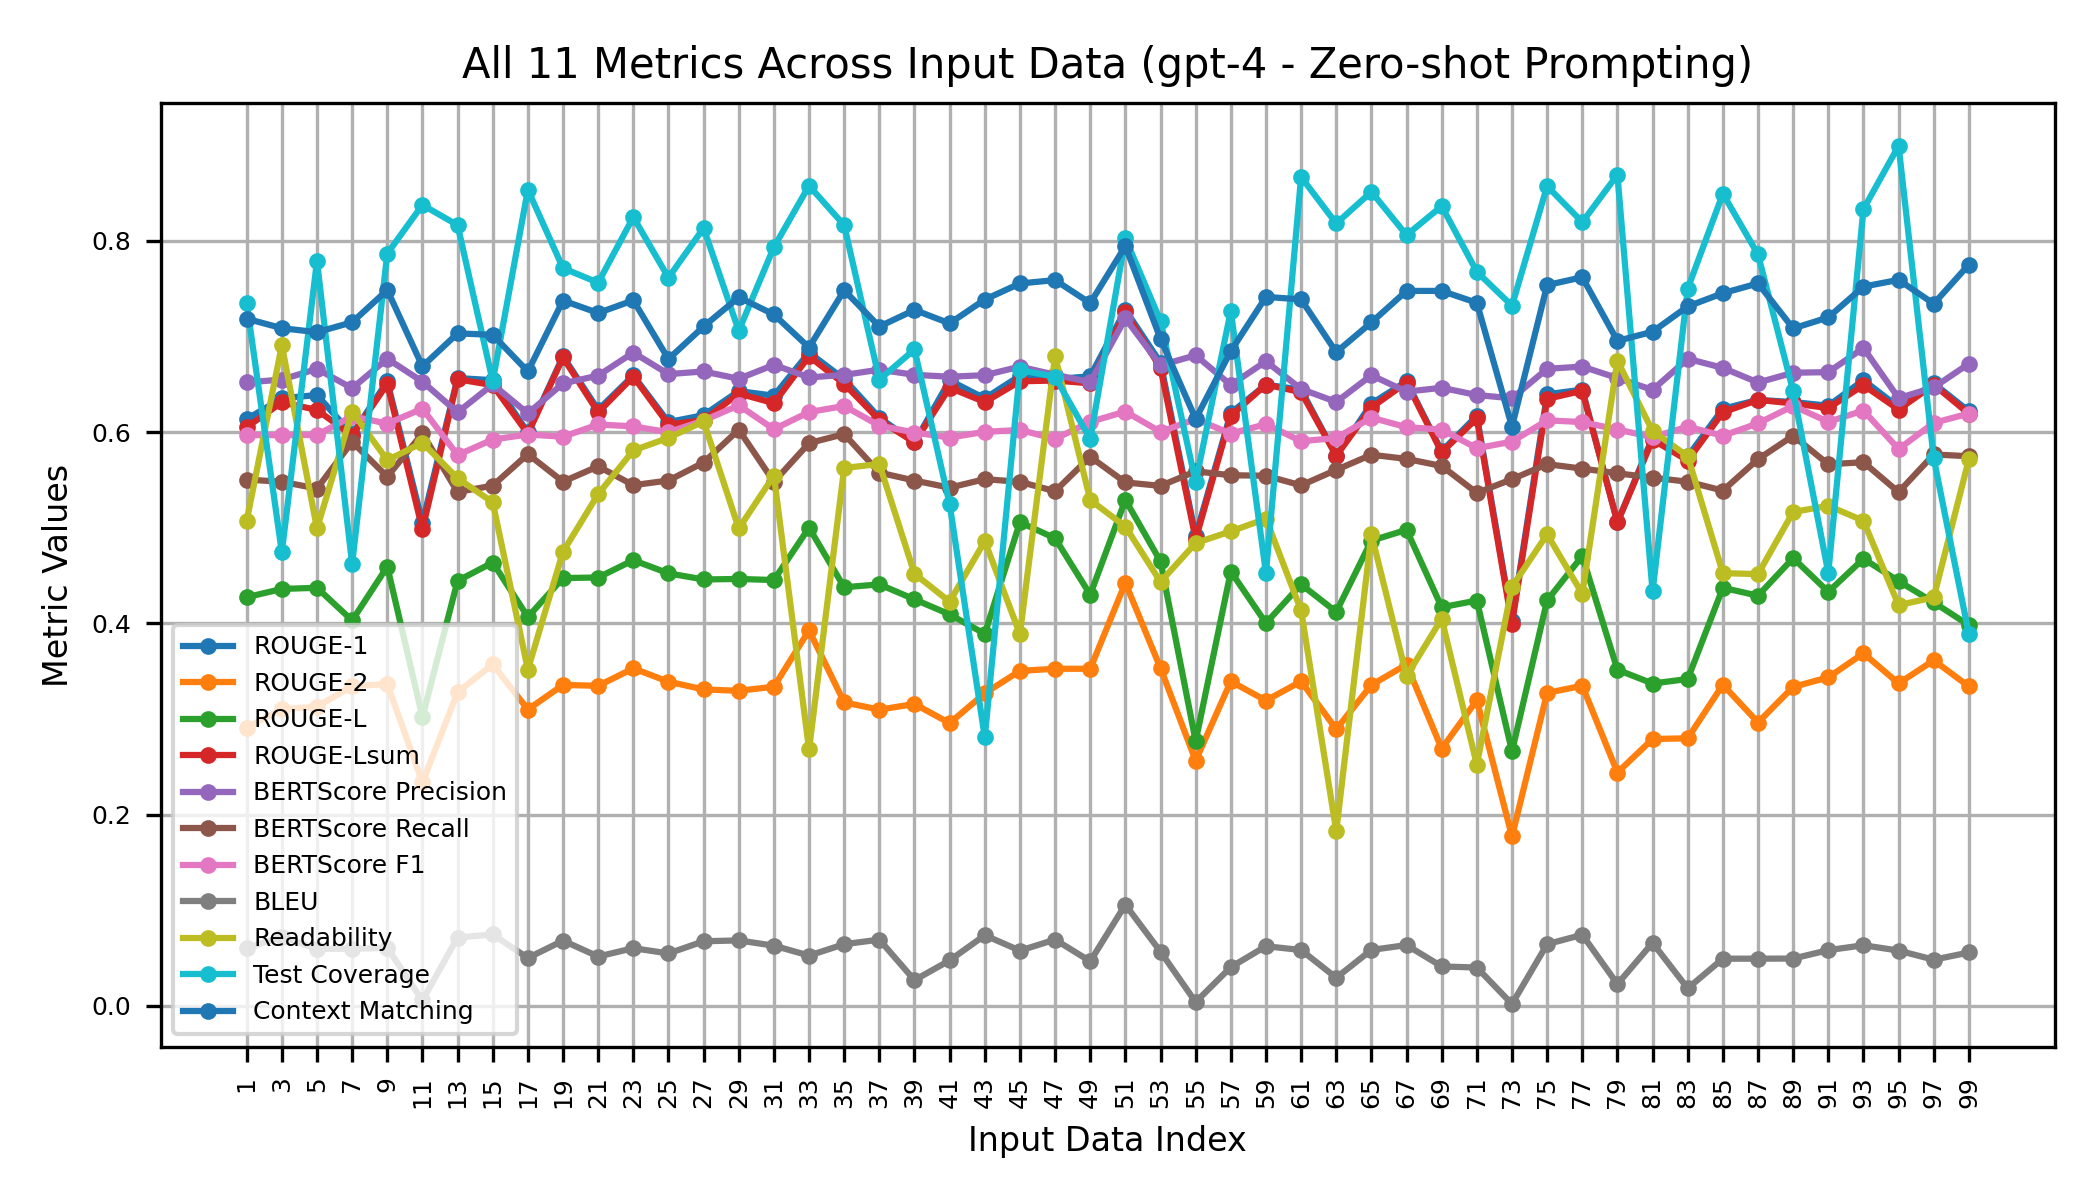 All 11 Metrics Across Input Data (gpt-4 - Zero-shot Prompting)
Metric Values
0.8
0.6
0.4
0.2
0.0
ROUGE-1
ROUGE-2
ROUGE-L
ROUGE-Lsum
BERTScore Precision
BERTScore Recall
BERTScore F1
BLEU
Readability
Test Coverage
Context Matching
1 3 5 7 9 11 13 15 17 19 21 23 25 27 29 31 33 35 37 39 41 43 45 47 49 51 53 55 57 59 61 63 65 67 69 71 73 75 77 79 81 83 85 87 89 91 93 95 97 99
Input Data Index